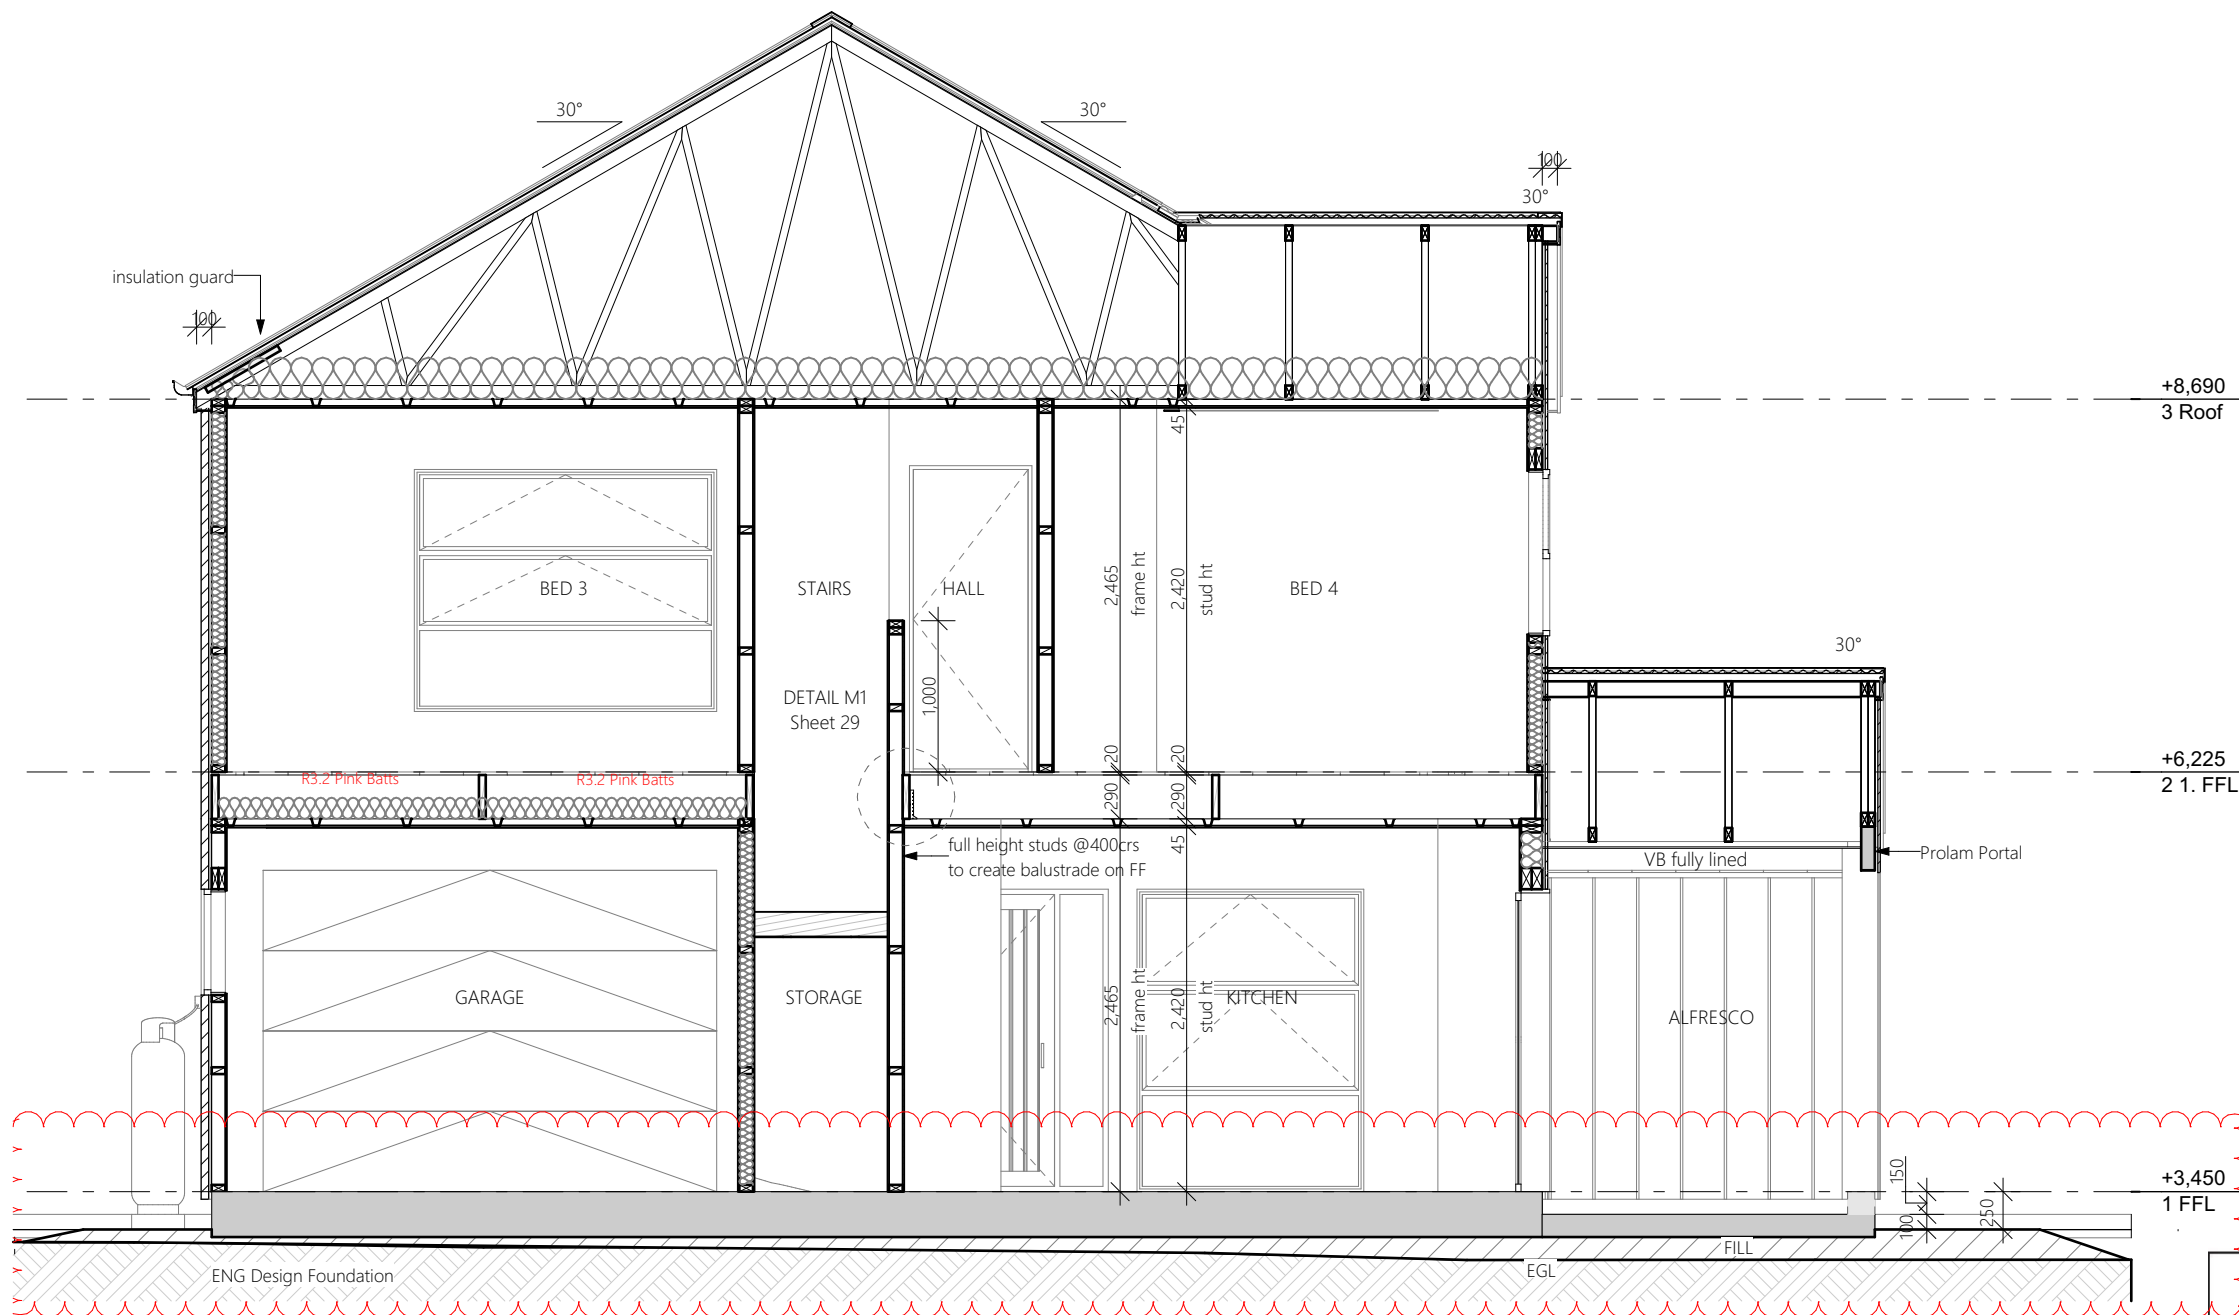 30°
30°
100
30°
insulation guard
100
+8,690
3 Roof
45
BED 3
STAIRS
HALL
2,465
frame ht
2,420
stud ht
BED 4
30°
DETAIL M1
Sheet 29
1,000
20
20
+6,225
2 1. FFL
R3.2 Pink Batts
R3.2 Pink Batts
290
290
full height studs @400crs
to create balustrade on FF
45
VB fully lined
Prolam Portal
GARAGE
STORAGE
2,465
frame ht
2,420
stud ht
KITCHEN
ALFRESCO
150
+3,450
1 FFL
100
250
FILL
EGL
ENG Design Foundation